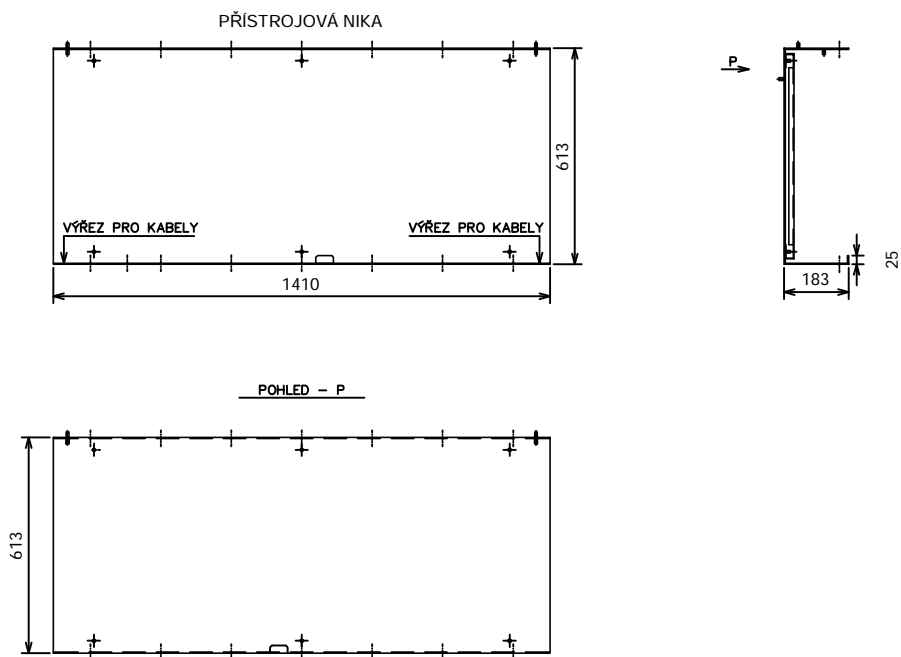 PŘÍSTROJOVÁ NIKA
P
613
VÝŘEZ PRO KABELY
VÝŘEZ PRO KABELY
25
1410
183
POHLED - P
613